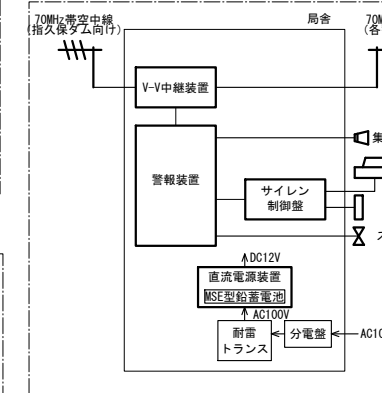 70MHz帯空中線
(指久保ダム向け)
局舎
70M
(各
V-V中継装置
集
警報装置
サイレン
制御盤
ス
DC12V
直流電源装置
MSE型鉛蓄電池
AC100V
耐雷
トランス
分電盤
AC10